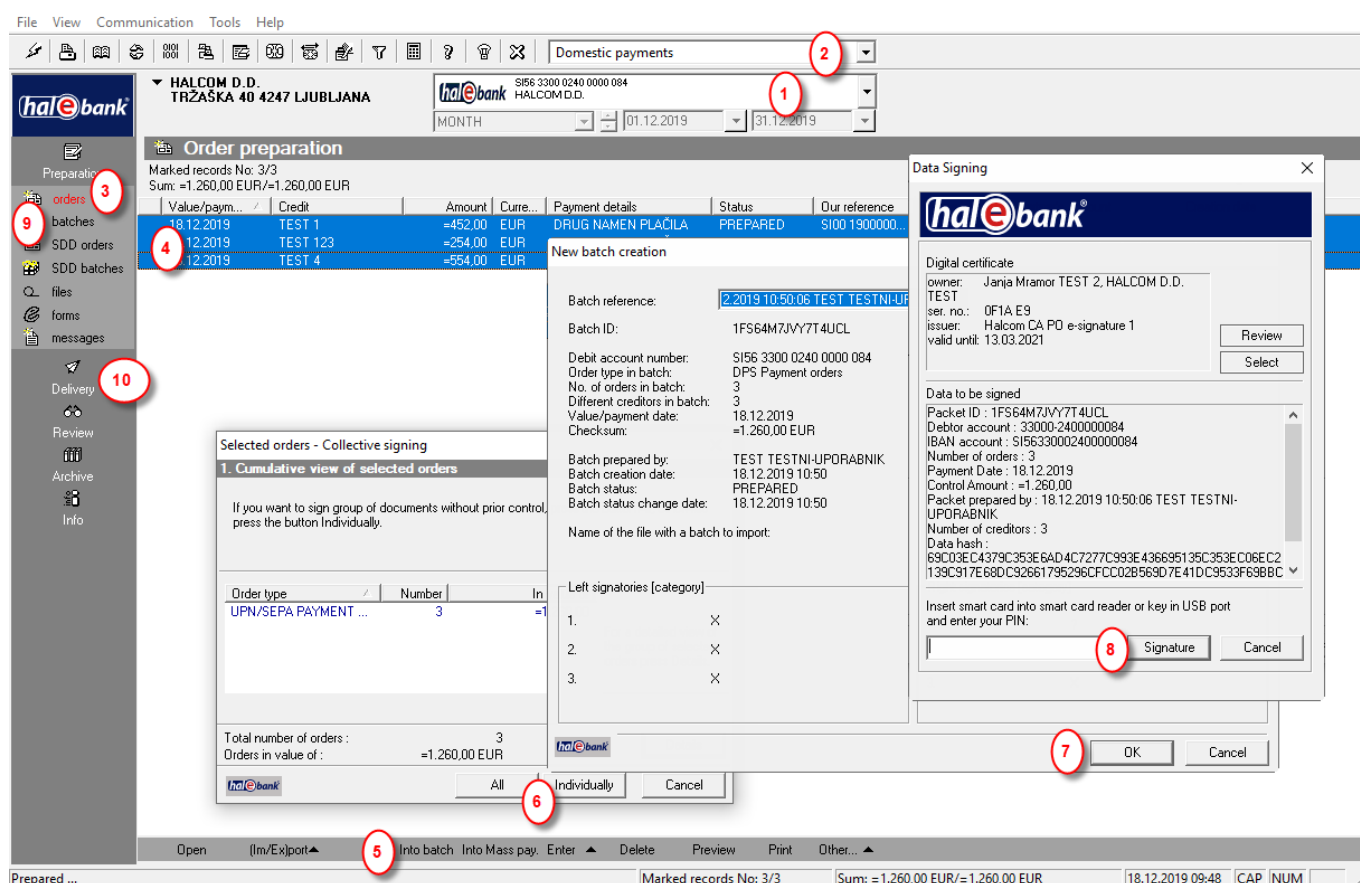 File View Communication Tools Help
Domestic payments
2
halebank
HALCOM D.D.
TRŽAŠKA 40 4247 LJUBLJANA
halebank
SI56 3300 0240 0000 084
HALCOM D.D.
1
MONTH 01.12.2019 31.12.2019
Order preparation
Marked records No: 3/3
Sum: =1.260,00 EUR/=1.260,00 EUR
Value/paym... Credit Amount Curre... Payment details Status Our reference
18.12.2019 TEST 1 =452,00 EUR DRUG NAMEN PLAČILA PREPARED SI00 1900000...
.12.2019 TEST 123 =254,00 EUR
.12.2019 TEST 4 =554,00 EUR
4
Preparatio
3
orders
9
batches
SDD orders
SDD batches
files
forms
messages
10
Delivery
Review
Archive
Info
Selected orders - Collective signing
1. Cumulative view of selected orders
If you want to sign group of documents without prior control,
press the button Individually.
Order type Number In
UPN/SEPA PAYMENT ... 3 =1
Total number of orders : 3
Orders in value of : =1.260,00 EUR
halebank
All Individually Cancel
6
New batch creation
Batch reference: 2.2019 10:50:06 TEST TESTNI-UP
Batch ID: 1FS64M7JVY7T4UCL
Debit account number: SI56 3300 0240 0000 084
Order type in batch: DPS Payment orders
No. of orders in batch: 3
Different creditors in batch: 3
Value/payment date: 18.12.2019
Checksum: =1.260,00 EUR
Batch prepared by: TEST TESTNI-UPORABNIK
Batch creation date: 18.12.2019 10:50
Batch status: PREPARED
Batch status change date: 18.12.2019 10:50
Name of the file with a batch to import:
Left signatories [category]
1. X
2. X
3. X
halebank
7
OK Cancel
Data Signing
halebank
Digital certificate
owner: Janja Mramor TEST 2, HALCOM D.D.
TEST
ser. no.: 0F1A E9
issuer: Halcom CA PO e-signature 1
valid until: 13.03.2021
Review
Select
Data to be signed
Packet ID : 1FS64M7JVY7T4UCL
Debtor account : 33000-2400000084
IBAN account : SI56330002400000084
Number of orders : 3
Payment Date : 18.12.2019
Control Amount : =1.260,00
Packet prepared by : 18.12.2019 10:50:06 TEST TESTNI-
UPORABNIK
Number of creditors : 3
Data hash :
69C03EC4379C353E6AD4C7277C993E436695135C353EC06EC2
139C917E68DC92661795296CFCC02B569D7E41DC9533F69BBC
Insert smart card into smart card reader or key in USB port
and enter your PIN:
8
Signature Cancel
Open (Im/Ex)port 5 Into batch Into Mass pay. Enter Delete Preview Print Other...
Prepared ... Marked records No: 3/3 Sum: =1.260,00 EUR/=1.260,00 EUR 18.12.2019 09:48 CAP NUM